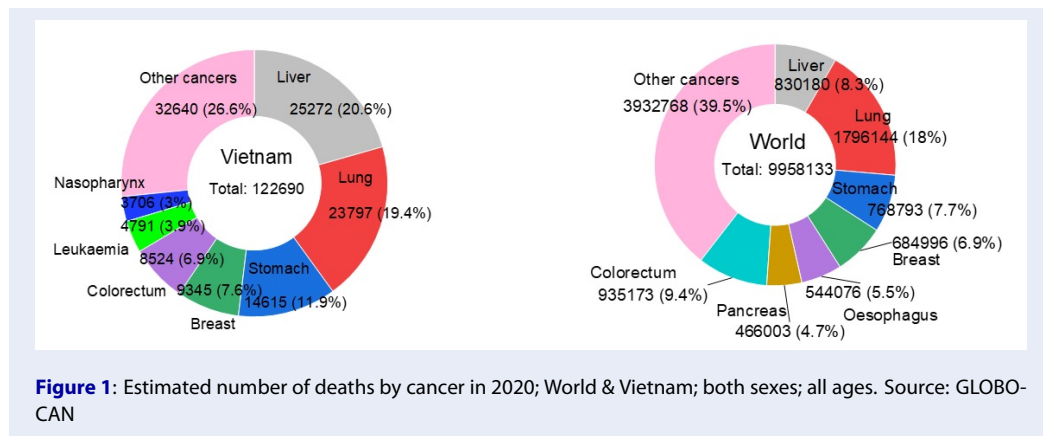 Other cancers
32640 (26.6%)
Liver
25272 (20.6%)
Vietnam
Total: 122690
Lung
23797 (19.4%)
Nasopharynx
3706 (3%)
4791 (3.9%)
Leukaemia
8524 (6.9%)
Colorectum
9345 (7.6%)
Breast
Stomach
14615 (11.9%)
Other cancers
3932768 (39.5%)
Liver
830180 (8.3%)
Lung
1796144 (18%)
World
Total: 9958133
Stomach
768793 (7.7%)
684996 (6.9%)
Breast
544076 (5.5%)
Oesophagus
Pancreas
466003 (4.7%)
Colorectum
935173 (9.4%)
Figure 1: Estimated number of deaths by cancer in 2020; World & Vietnam; both sexes; all ages. Source: GLOBO-
CAN